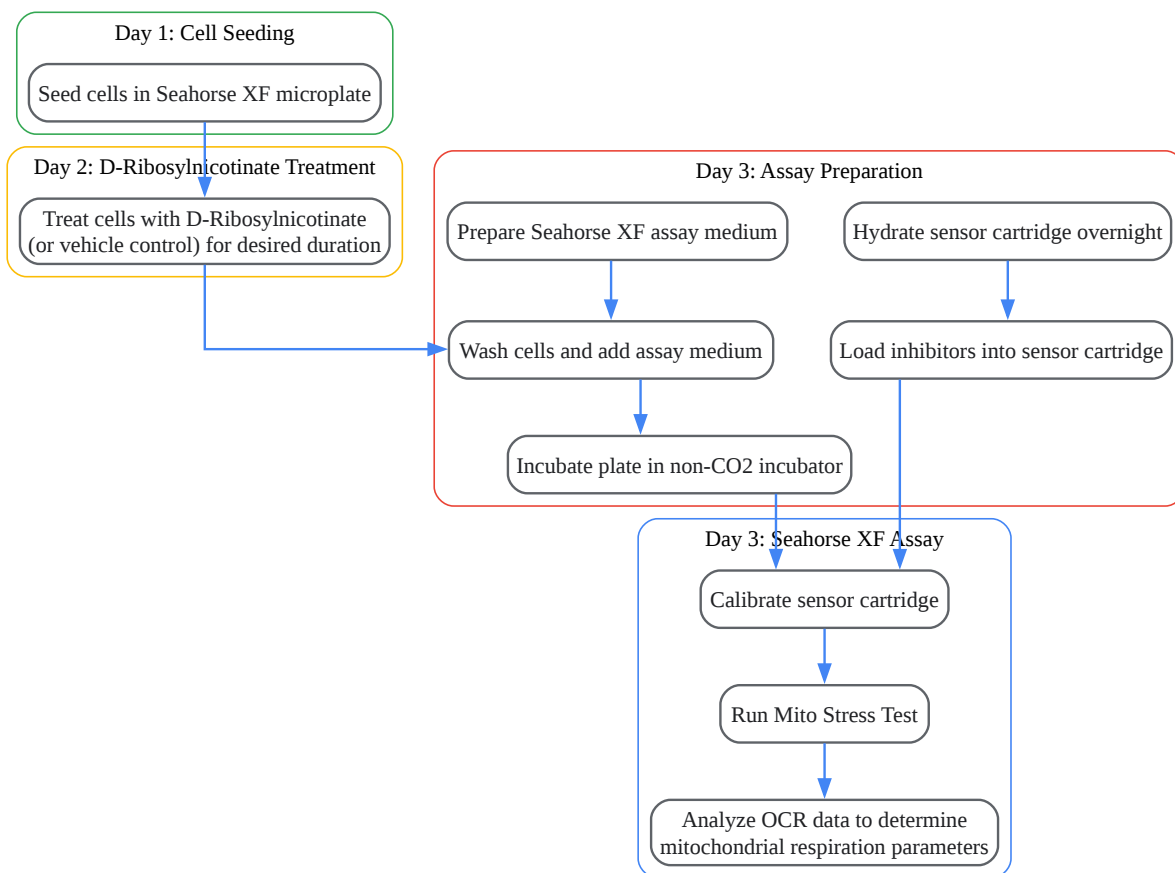 Day 1: Cell Seeding
Seed cells in Seahorse XF microplate
Day 2: D-Ribosylnicotinate Treatment
Treat cells with D-Ribosylnicotinate
(or vehicle control) for desired duration
Day 3: Assay Preparation
Prepare Seahorse XF assay medium
Hydrate sensor cartridge overnight
Wash cells and add assay medium
Load inhibitors into sensor cartridge
Incubate plate in non-CO2 incubator
Day 3: Seahorse XF Assay
Calibrate sensor cartridge
Run Mito Stress Test
Analyze OCR data to determine
mitochondrial respiration parameters